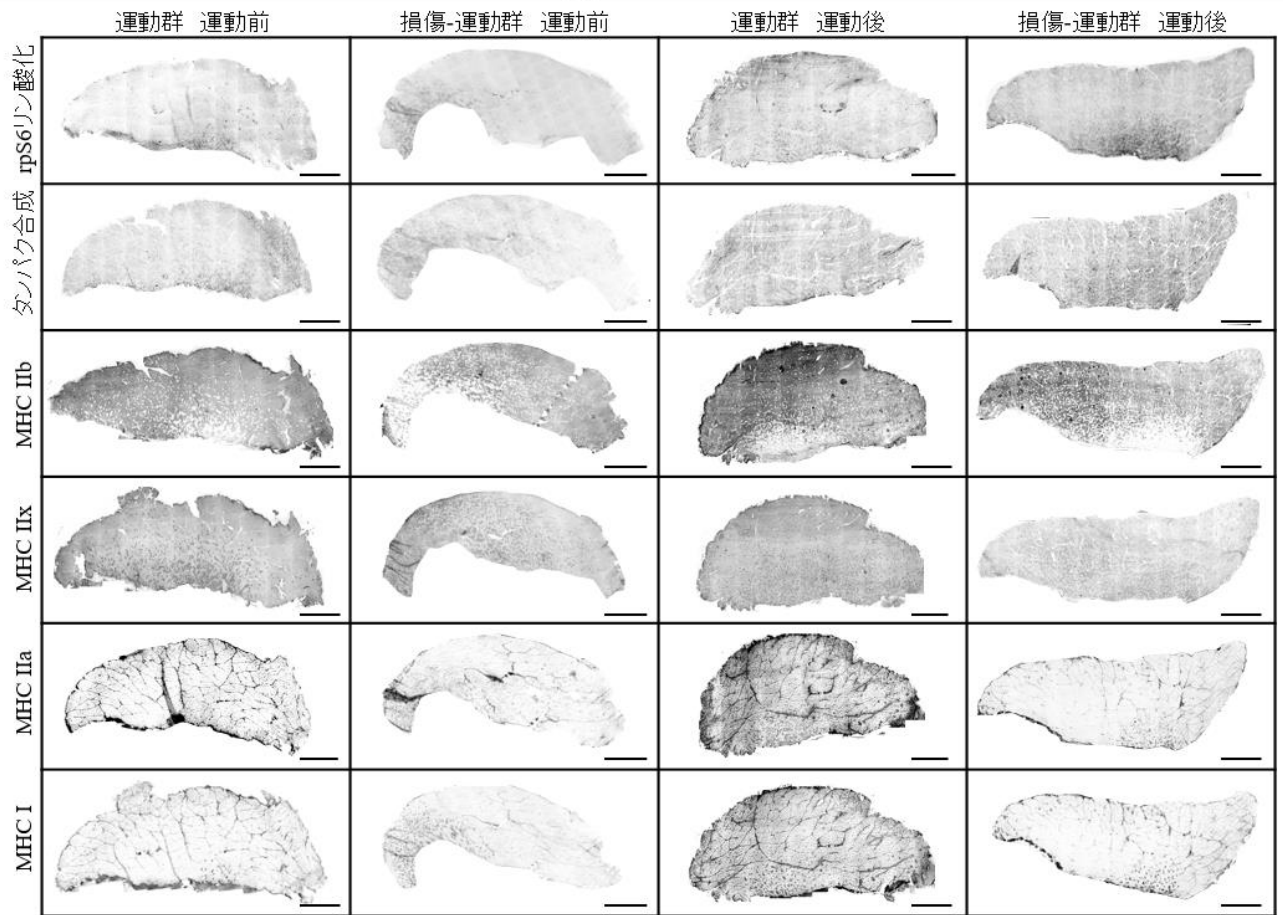 運動群 運動前
損傷-運動群 運動前
運動群 運動後
損傷-運動群 運動後
rpS6リン酸化
タンパク合成
MHC IIb
MHC IIx
MHC IIa
MHC I